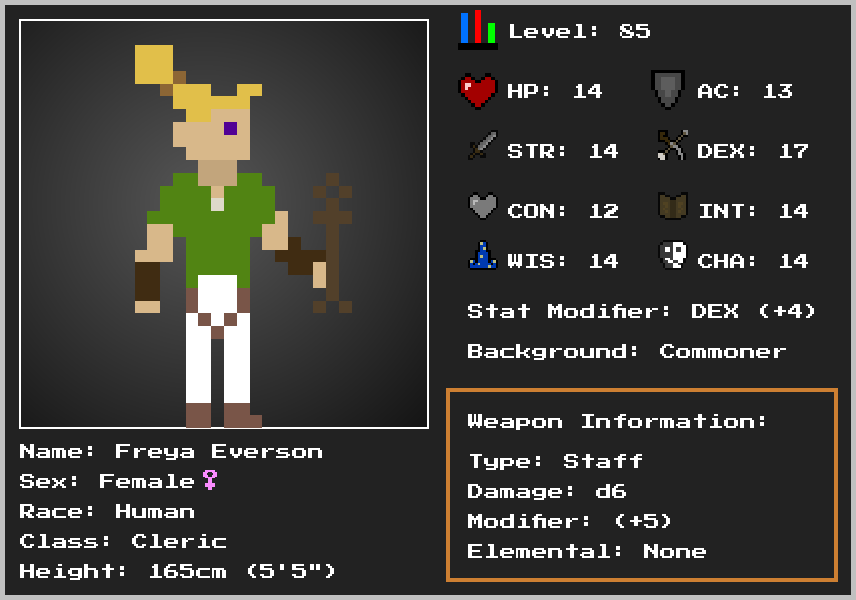 Level: 85
HP: 14 AC: 13
STR: 14 DEX: 17
CON: 12 INT: 14
WIS: 14 CHA: 14
Stat Modifier: DEX (+4)
Background: Commoner
Weapon Information:
Type: Staff
Damage: d6
Modifier: (+5)
Elemental: None
Name: Freya Everson
Sex: Female♀
Race: Human
Class: Cleric
Height: 165cm (5'5")